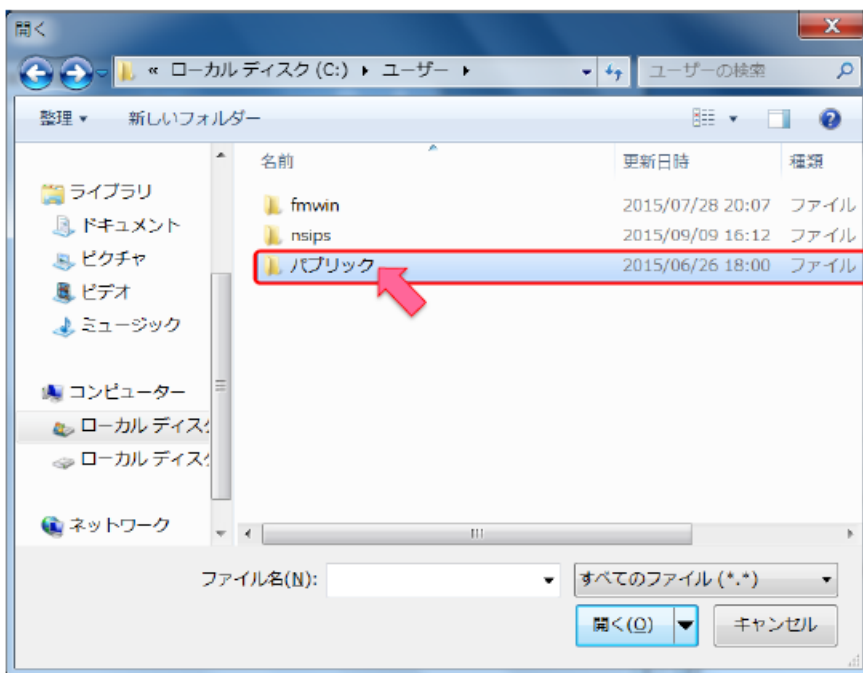 開く
« ローカル ディスク (C:) ▸ ユーザー ▸
ユーザーの検索
整理 ▾ 新しいフォルダー
名前 更新日時 種類
ライブラリ
ドキュメント
ピクチャ
ビデオ
ミュージック
コンピューター
ローカル ディスク
ローカル ディスク
ネットワーク
fmwin 2015/07/28 20:07 ファイル
nsips 2015/09/09 16:12 ファイル
パブリック 2015/06/26 18:00 ファイル
ファイル名(N):
すべてのファイル (*.*)
開く(O) キャンセル